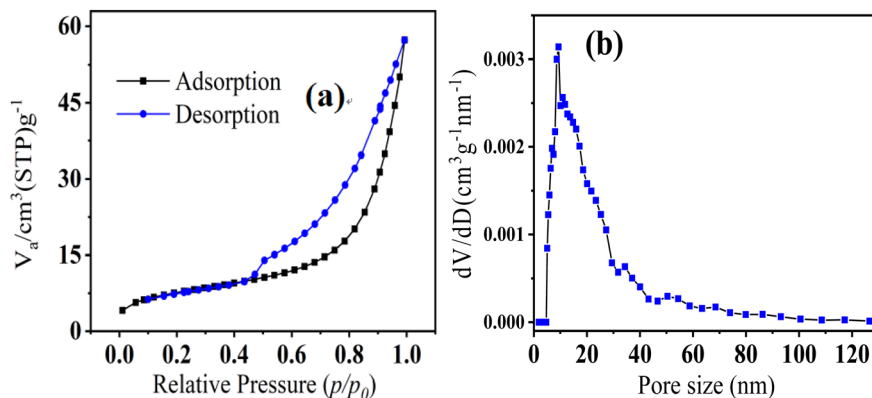 60
45
30
15
0
V_a/cm³(STP)g⁻¹
Adsorption
Desorption
(a)
0.0 0.2 0.4 0.6 0.8 1.0
Relative Pressure (p/p₀)
(b)
0.003
0.002
0.001
0.000
dV/dD(cm³g⁻¹nm⁻¹)
0 20 40 60 80 100 120
Pore size (nm)